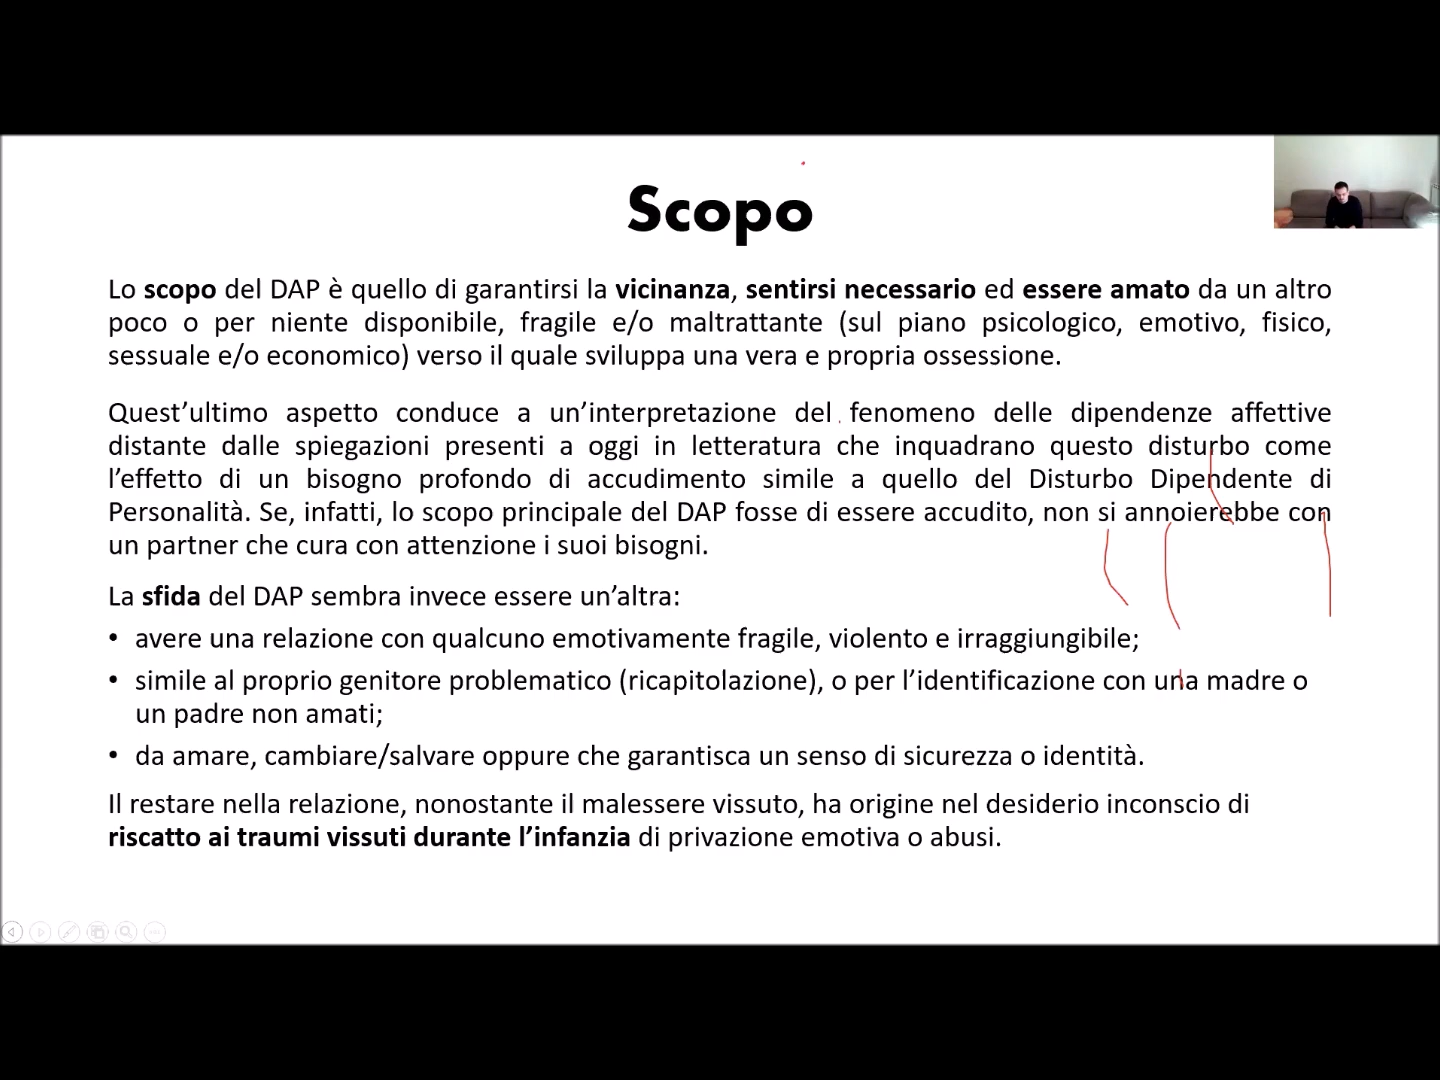 Scopo
Lo scopo del DAP è quello di garantirsi la vicinanza, sentirsi necessario ed essere amato da un altro
poco o per niente disponibile, fragile e/o maltrattante (sul piano psicologico, emotivo, fisico,
sessuale e/o economico) verso il quale sviluppa una vera e propria ossessione.
Quest’ultimo aspetto conduce a un’interpretazione del fenomeno delle dipendenze affettive
distante dalle spiegazioni presenti a oggi in letteratura che inquadrano questo disturbo come
l’effetto di un bisogno profondo di accudimento simile a quello del Disturbo Dipendente di
Personalità. Se, infatti, lo scopo principale del DAP fosse di essere accudito, non si annoierebbe con
un partner che cura con attenzione i suoi bisogni.
La sfida del DAP sembra invece essere un’altra:
• avere una relazione con qualcuno emotivamente fragile, violento e irraggiungibile;
• simile al proprio genitore problematico (ricapitolazione), o per l’identificazione con una madre o
un padre non amati;
• da amare, cambiare/salvare oppure che garantisca un senso di sicurezza o identità.
Il restare nella relazione, nonostante il malessere vissuto, ha origine nel desiderio inconscio di
riscatto ai traumi vissuti durante l’infanzia di privazione emotiva o abusi.